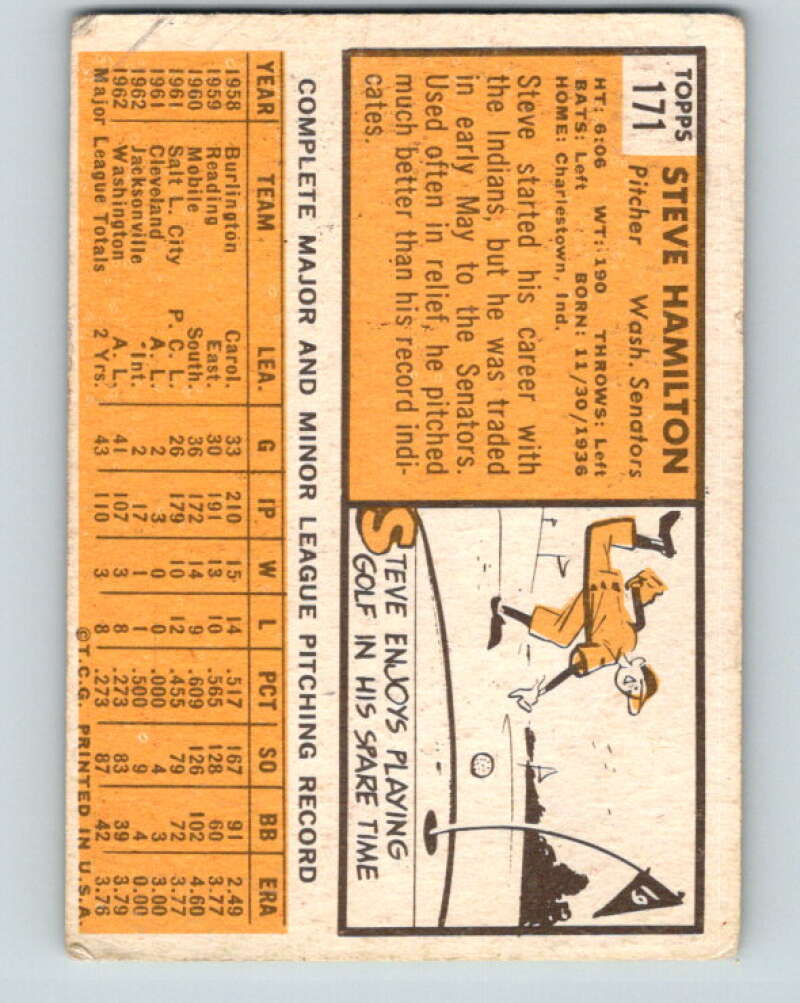 TOPPS
171
STEVE HAMILTON
Pitcher Wash. Senators
HT: 6:06 WT: 190 THROWS: Left
BATS: Left BORN: 11/30/1936
HOME: Charlestown, Ind.
Steve started his career with
the Indians, but he was traded
in early May to the Senators.
Used often in relief, he pitched
much better than his record indi-
cates.
6
STEVE ENJOYS PLAYING
GOLF IN HIS SPARE TIME
COMPLETE MAJOR AND MINOR LEAGUE PITCHING RECORD
YEAR TEAM LEA. G IP W L PCT SO BB ERA
1958 Burlington Carol. 33 210 15 14 .517 167 91 2.49
1959 Reading East. 30 191 13 10 .565 128 60 3.77
1960 Mobile South. 36 172 14 9 .609 126 102 4.60
1961 Salt L. City P. C. L. 26 179 10 12 .455 79 72 3.77
1961 Cleveland A. L. 2 3 0 0 .000 4 3 3.00
1962 Jacksonville Int. 2 17 1 1 .500 9 4 0.00
1962 Washington A. L. 41 107 3 8 .273 83 39 3.79
Major League Totals 2 Yrs. 43 110 3 8 .273 87 42 3.76
©T.C.G. PRINTED IN U.S.A.